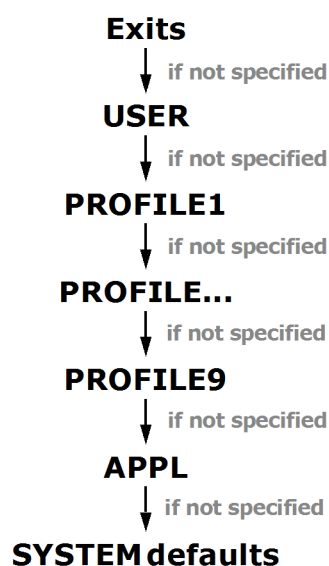 Exits
if not specified
USER
if not specified
PROFILE1
if not specified
PROFILE...
if not specified
PROFILE9
if not specified
APPL
if not specified
SYSTEM defaults